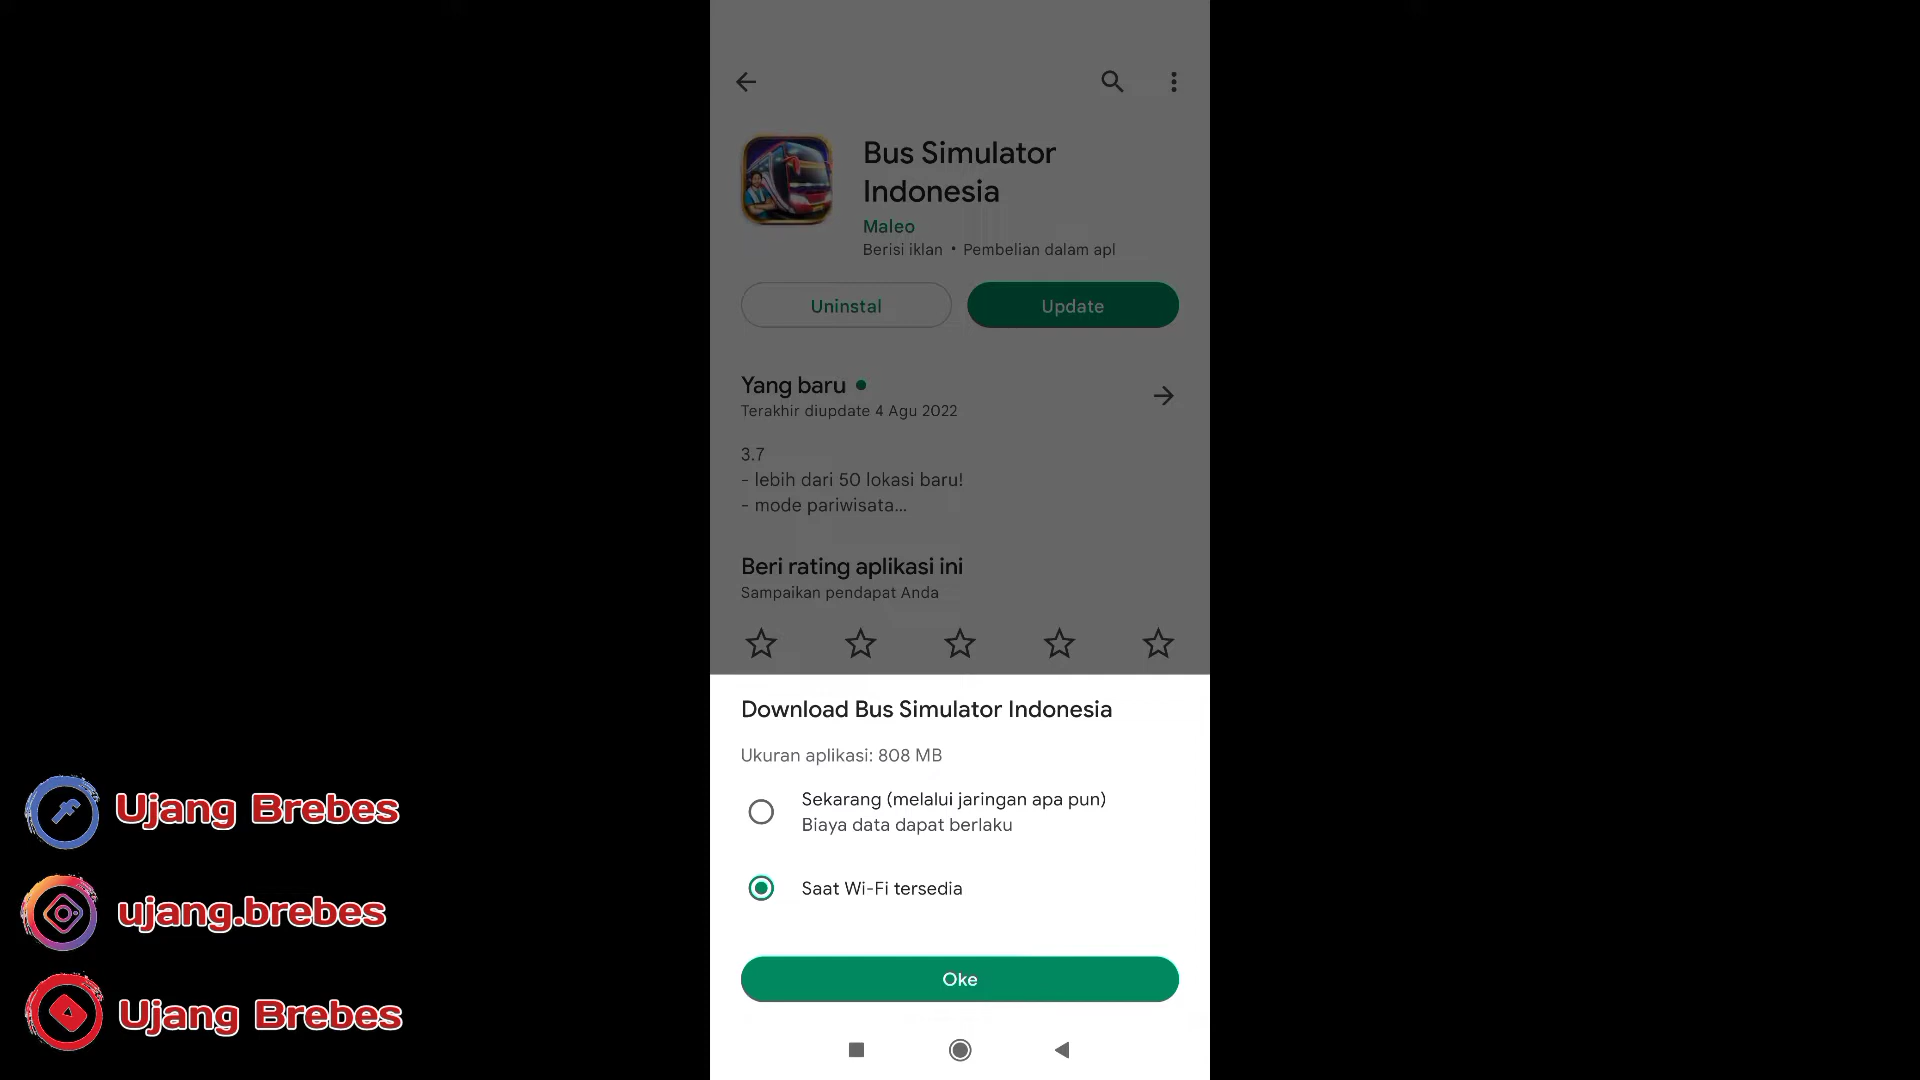 Bus Simulator
Indonesia
Maleo
Berisi iklan • Pembelian dalam apl
Uninstal
Update
Yang baru
Terakhir diupdate 4 Agu 2022
3.7
- lebih dari 50 lokasi baru!
- mode pariwisata...
Beri rating aplikasi ini
Sampaikan pendapat Anda
Download Bus Simulator Indonesia
Ukuran aplikasi: 808 MB
Sekarang (melalui jaringan apa pun)
Biaya data dapat berlaku
Saat Wi-Fi tersedia
Oke
Ujang Brebes
ujang.brebes
Ujang Brebes